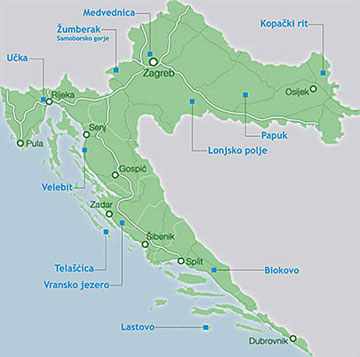 Medvednica
Žumberak
Samoborsko gorje
Kopački rit
Učka
Zagreb
Rijeka
Osijek
Pula
Senj
Papuk
Lonjsko polje
Velebit
Gospić
Zadar
Šibenik
Split
Telašćica
Vransko jezero
Biokovo
Lastovo
Dubrovnik